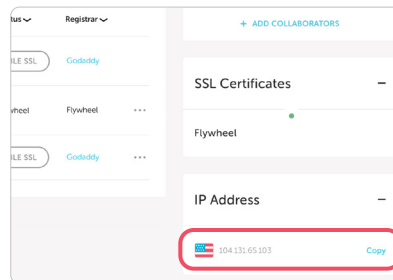 tus Registrar
+ ADD COLLABORATORS
LE SSL Godaddy
SSL Certificates
wheel Flywheel
Flywheel
LE SSL Godaddy
IP Address
104.131.65.103 Copy